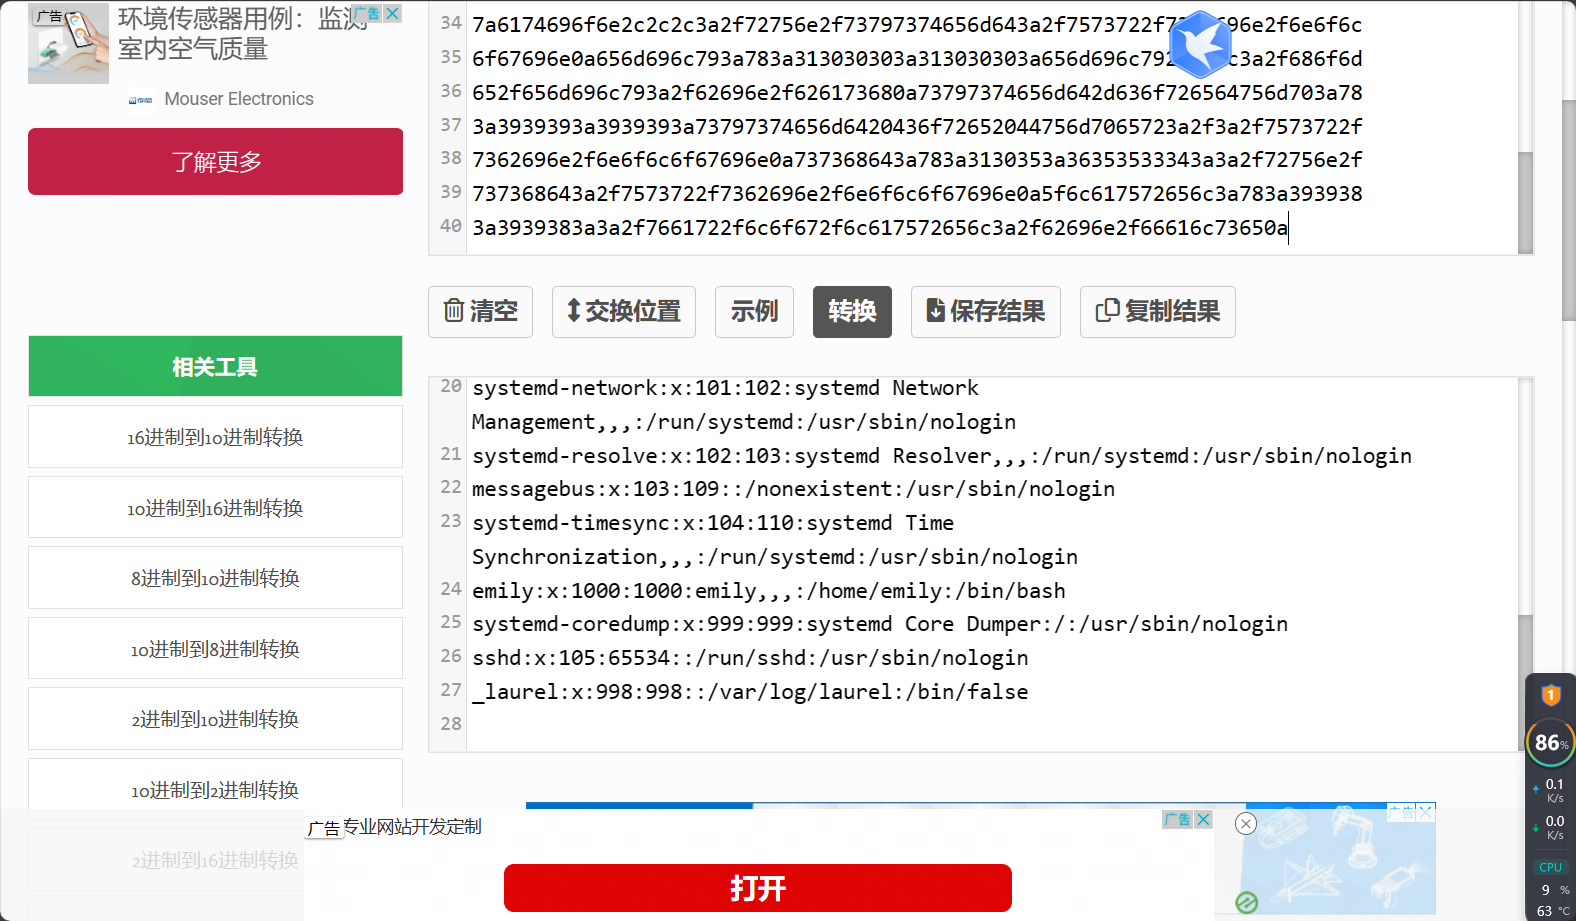 广告
环境传感器用例：监测
室内空气质量
广告
Mouser Electronics
了解更多
相关工具
16进制到10进制转换
10进制到16进制转换
8进制到10进制转换
10进制到8进制转换
2进制到10进制转换
10进制到2进制转换
2进制到16进制转换
34 7a6174696f6e2c2c2c3a2f72756e2f73797374656d643a2f7573722f7362696e2f6e6f6c
35 6f67696e0a656d696c793a783a313030303a313030303a656d696c792c2c2c3a2f686f6d
36 652f656d696c793a2f62696e2f626173680a73797374656d642d636f726564756d703a78
37 3a3939393a3939393a73797374656d6420436f72652044756d7065723a2f3a2f7573722f
38 7362696e2f6e6f6c6f67696e0a737368643a783a3130353a36353533343a3a2f72756e2f
39 737368643a2f7573722f7362696e2f6e6f6c6f67696e0a5f6c617572656c3a783a393938
40 3a3939383a3a2f7661722f6c6f672f6c617572656c3a2f62696e2f66616c73650a
清空 交换位置 示例 转换 保存结果 复制结果
20 systemd-network:x:101:102:systemd Network
Management,,,:/run/systemd:/usr/sbin/nologin
21 systemd-resolve:x:102:103:systemd Resolver,,,:/run/systemd:/usr/sbin/nologin
22 messagebus:x:103:109::/nonexistent:/usr/sbin/nologin
23 systemd-timesync:x:104:110:systemd Time
Synchronization,,,:/run/systemd:/usr/sbin/nologin
24 emily:x:1000:1000:emily,,,:/home/emily:/bin/bash
25 systemd-coredump:x:999:999:systemd Core Dumper:/:/usr/sbin/nologin
26 sshd:x:105:65534::/run/sshd:/usr/sbin/nologin
27 _laurel:x:998:998::/var/log/laurel:/bin/false
28
广告
专业网站开发定制
广告
打开
广告
1
86%
0.1
K/s
0.0
K/s
CPU
9 %
63 °C